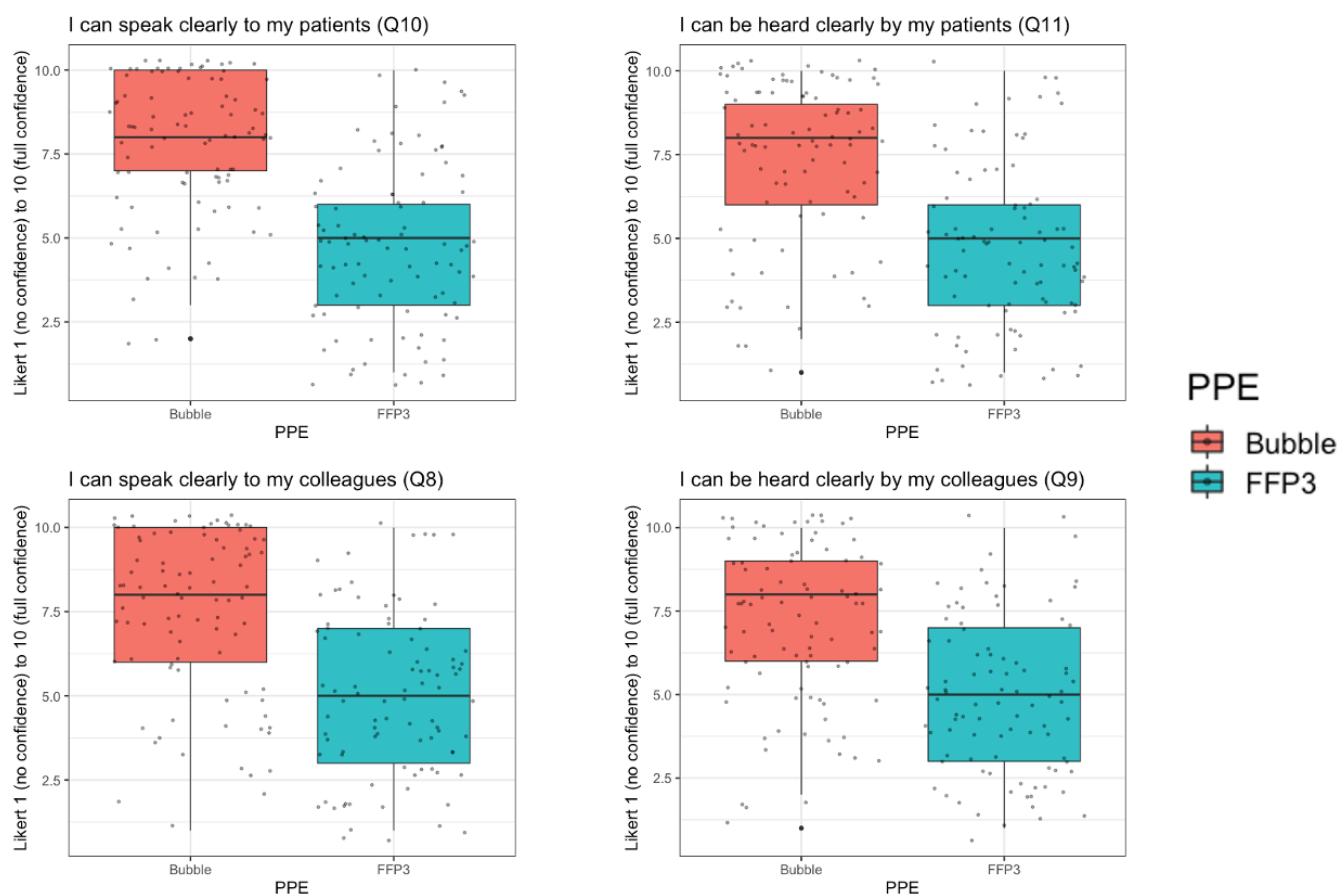 I can speak clearly to my patients (Q10)
Likert 1 (no confidence) to 10 (full confidence)
10.0
7.5
5.0
2.5
Bubble
FFP3
PPE
I can be heard clearly by my patients (Q11)
Likert 1 (no confidence) to 10 (full confidence)
10.0
7.5
5.0
2.5
Bubble
FFP3
PPE
I can speak clearly to my colleagues (Q8)
Likert 1 (no confidence) to 10 (full confidence)
10.0
7.5
5.0
2.5
Bubble
FFP3
PPE
I can be heard clearly by my colleagues (Q9)
Likert 1 (no confidence) to 10 (full confidence)
10.0
7.5
5.0
2.5
Bubble
FFP3
PPE
PPE
Bubble
FFP3